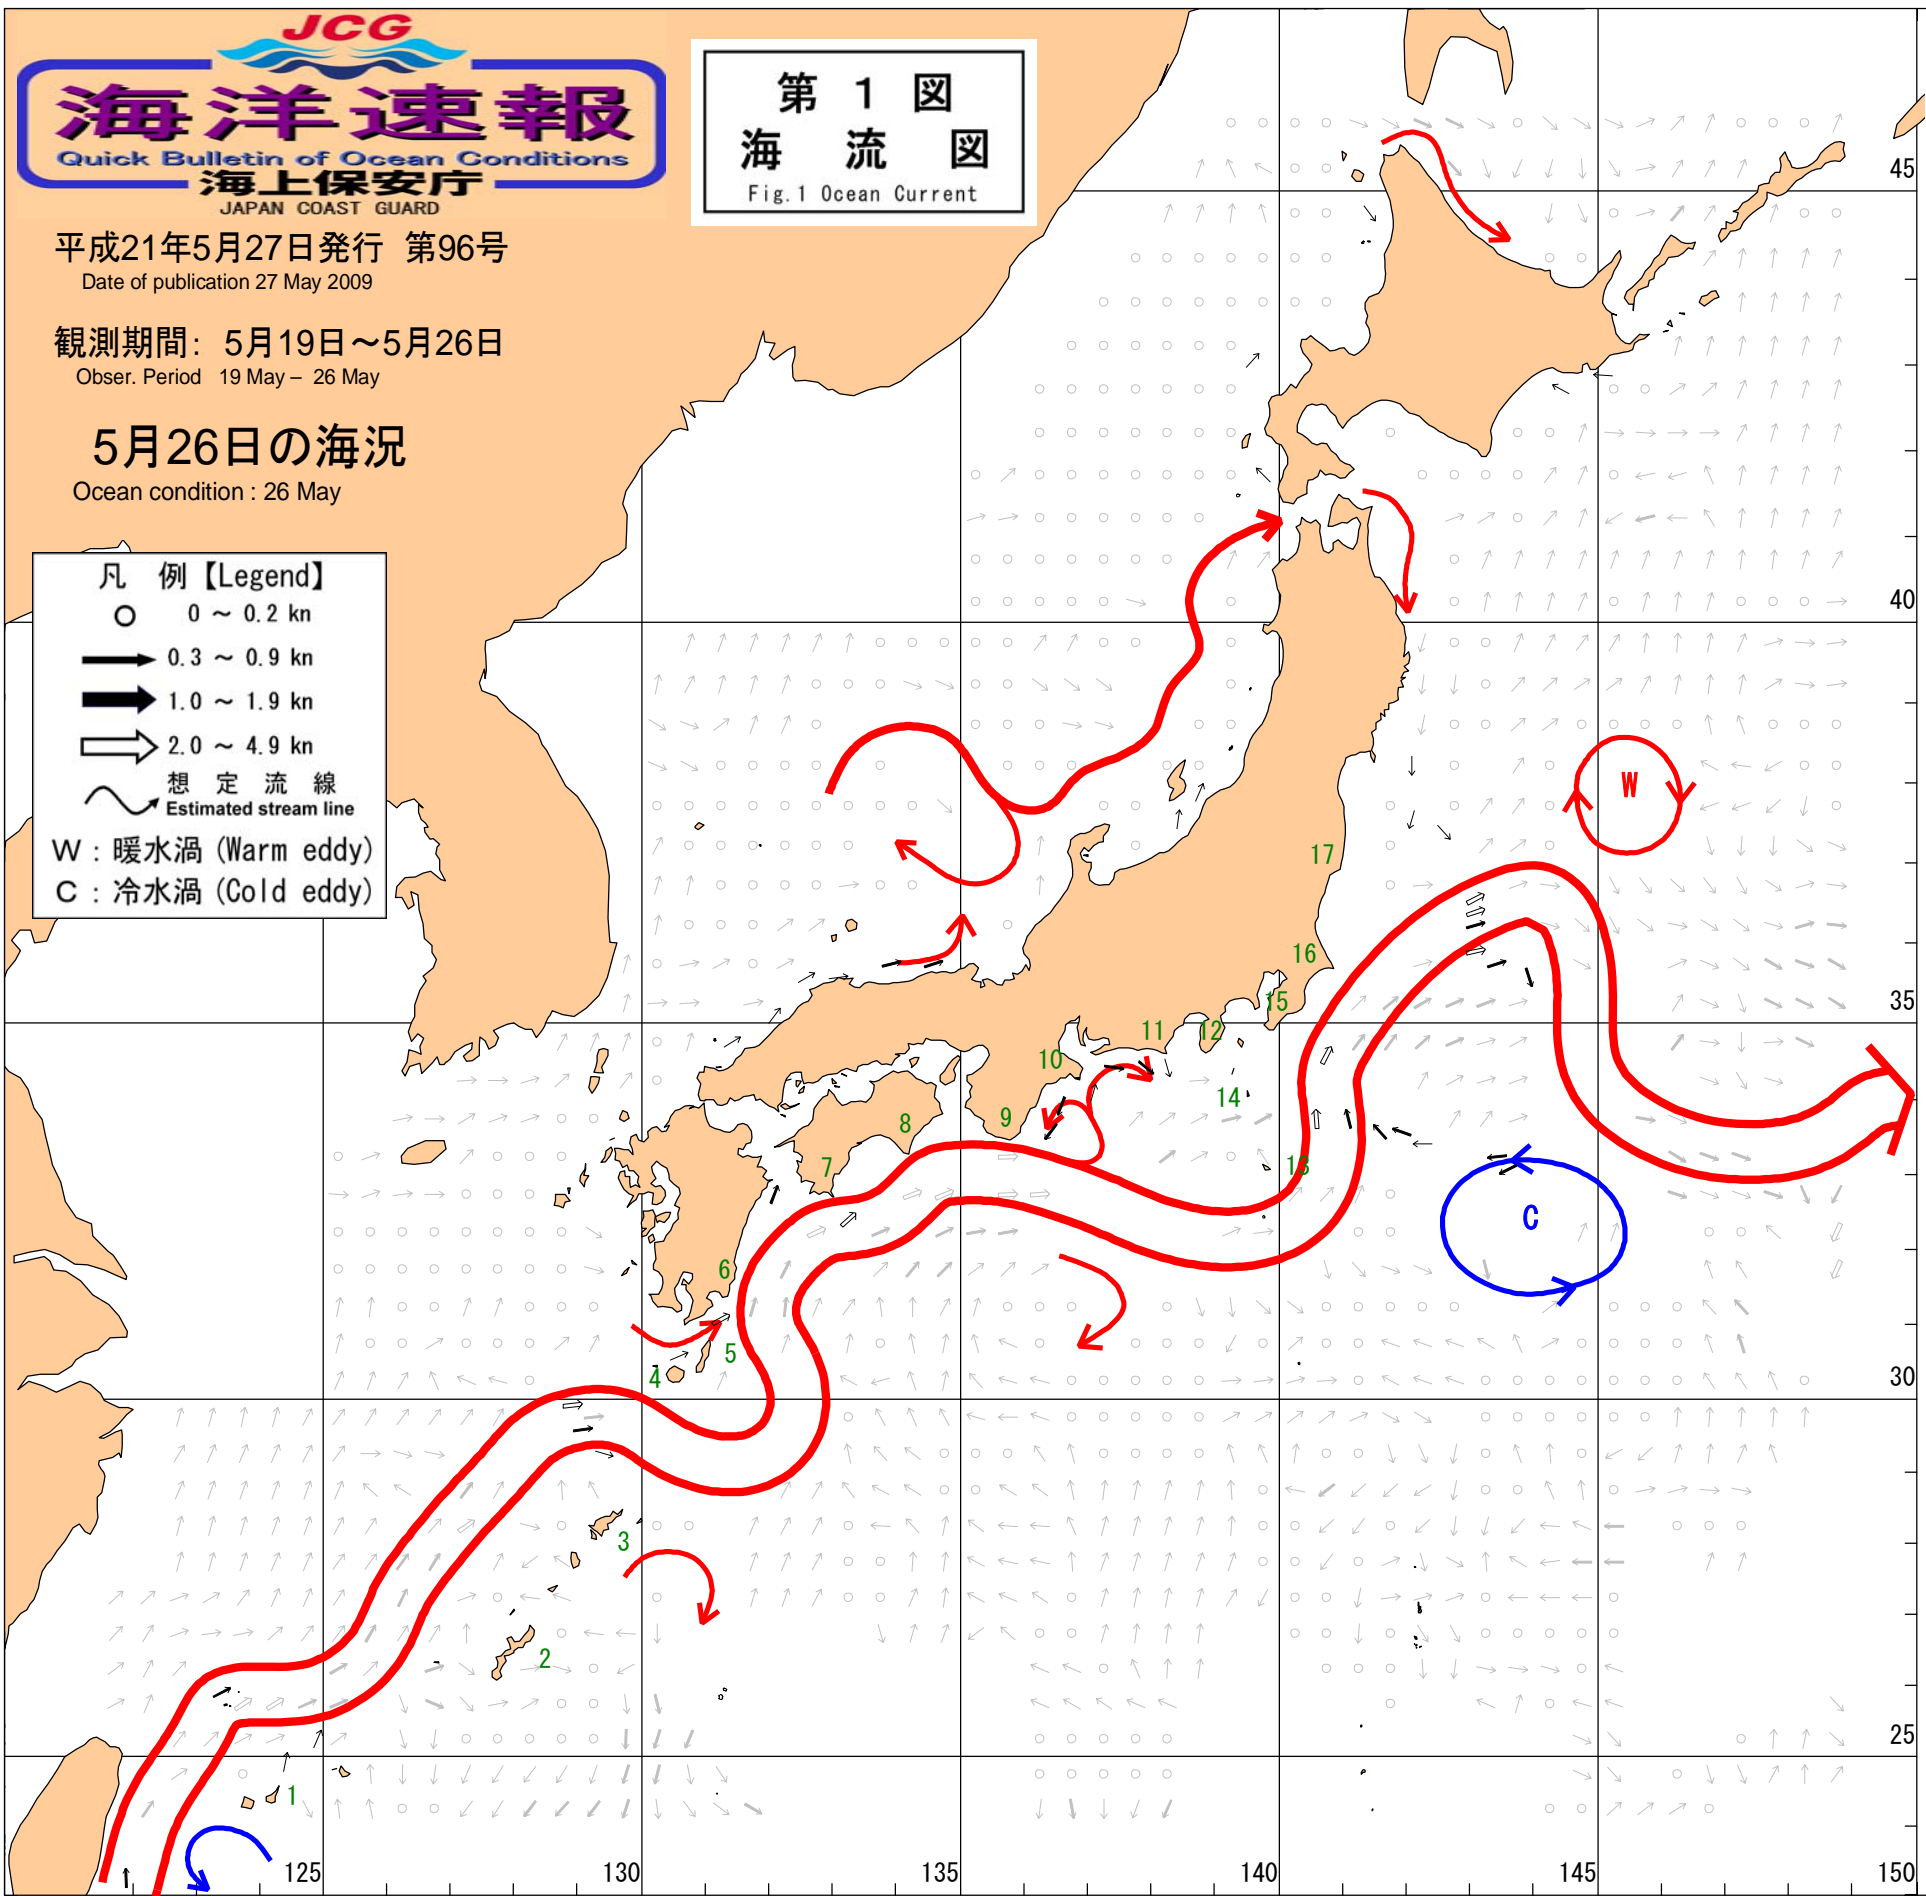 JCG
海洋速報
Quick Bulletin of Ocean Conditions
海上保安庁
JAPAN COAST GUARD
第 1 図
海 流 図
Fig.1 Ocean Current
平成21年5月27日発行 第96号
Date of publication 27 May 2009
観測期間: 5月19日～5月26日
Obser. Period 19 May – 26 May
5月26日の海況
Ocean condition : 26 May
凡 例【Legend】
0 ～ 0.2 kn
0.3 ～ 0.9 kn
1.0 ～ 1.9 kn
2.0 ～ 4.9 kn
想 定 流 線
Estimated stream line
W : 暖水渦 (Warm eddy)
C : 冷水渦 (Cold eddy)
45
40
W
17
16
35
15
11
12
10
14
9
8
7
13
C
6
5
4
30
3
2
25
1
125
130
135
140
145
150